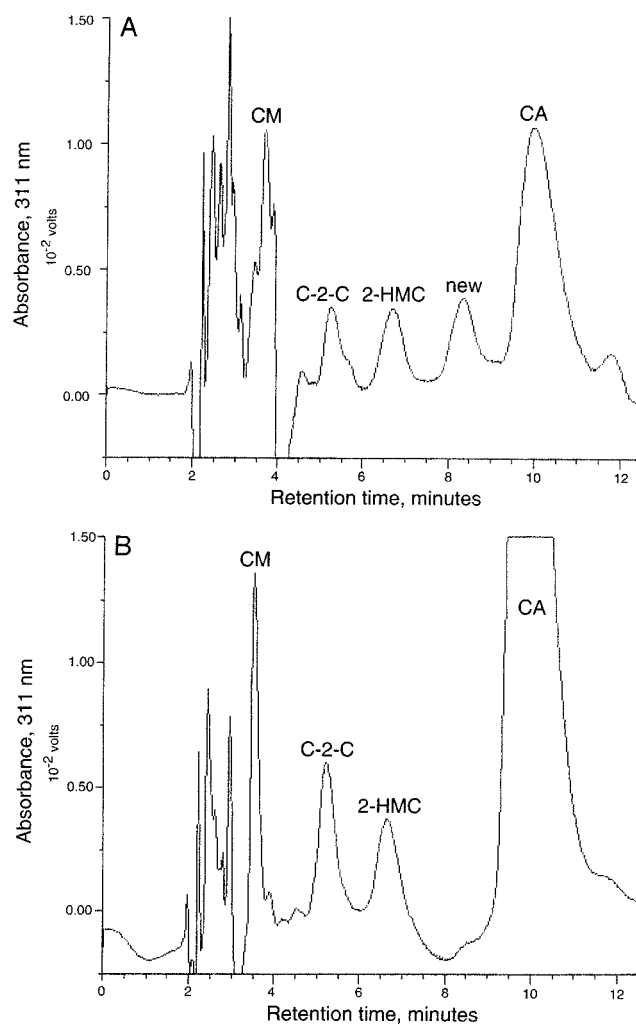 A
1.50
1.00
0.50
0.00
Absorbance, 311 nm
10-2 volts
CM
C-2-C
2-HMC
new
CA
0 2 4 6 8 10 12
Retention time, minutes
B
1.50
1.00
0.50
0.00
Absorbance, 311 nm
10-2 volts
CM
C-2-C
2-HMC
CA
0 2 4 6 8 10 12
Retention time, minutes